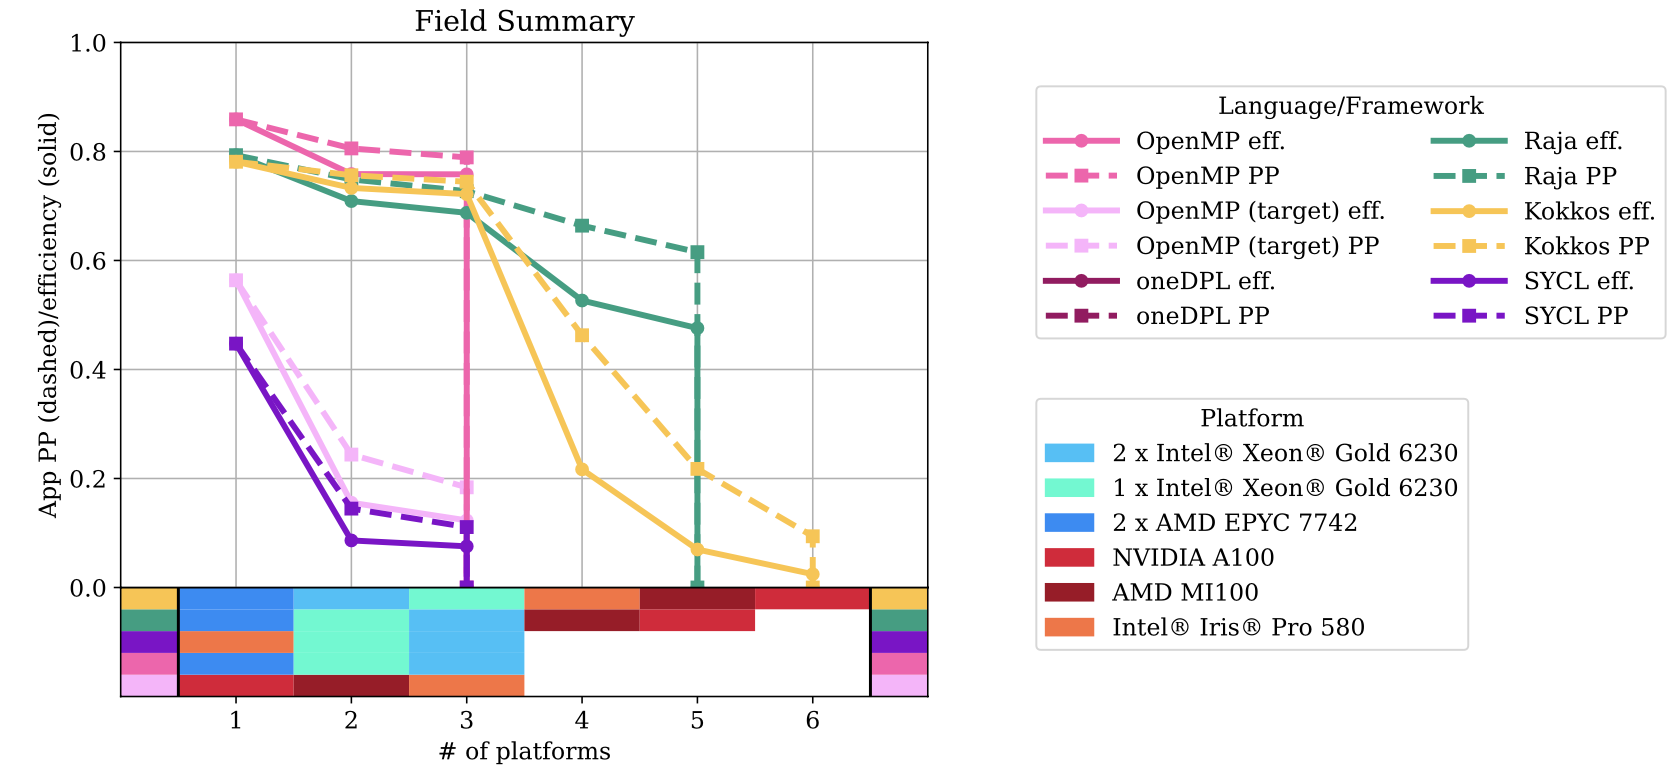 Field Summary
App PP (dashed)/efficiency (solid)
1.0
0.8
0.6
0.4
0.2
0.0
1 2 3 4 5 6
# of platforms
Language/Framework
OpenMP eff.
OpenMP PP
OpenMP (target) eff.
OpenMP (target) PP
oneDPL eff.
oneDPL PP
Raja eff.
Raja PP
Kokkos eff.
Kokkos PP
SYCL eff.
SYCL PP
Platform
2 x Intel® Xeon® Gold 6230
1 x Intel® Xeon® Gold 6230
2 x AMD EPYC 7742
NVIDIA A100
AMD MI100
Intel® Iris® Pro 580